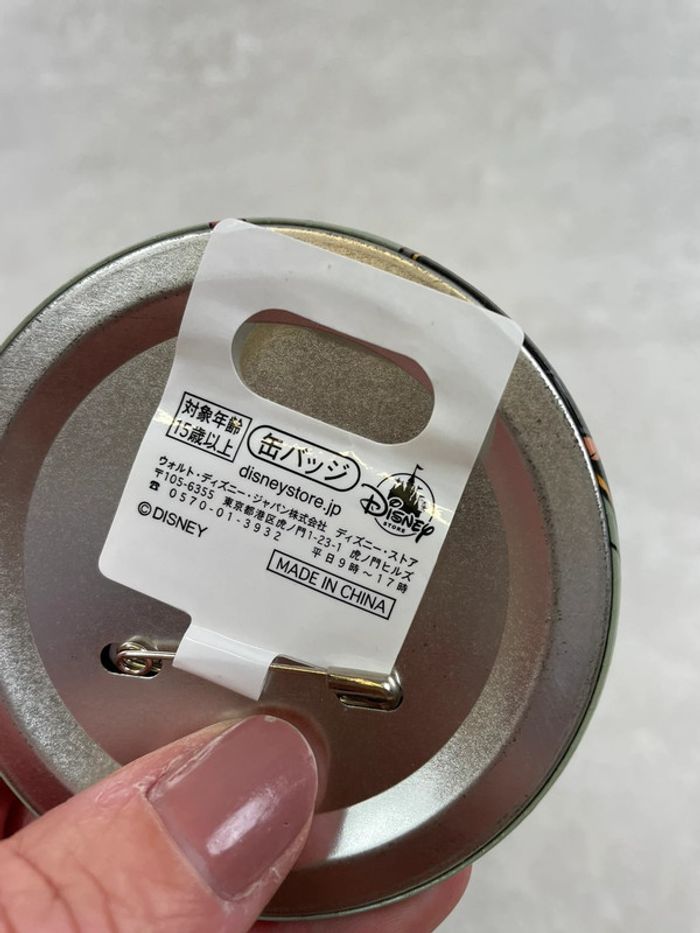 対象年齢
15歳以上
缶バッジ
disneystore.jp
DISNEY
STORE
ウォルト・ディズニー・ジャパン株式会社 ディズニー・ストア
〒105-6355 東京都港区虎ノ門1-23-1 虎ノ門ヒルズ
☎ 0570-01-3932 平日9時〜17時
©DISNEY
MADE IN CHINA